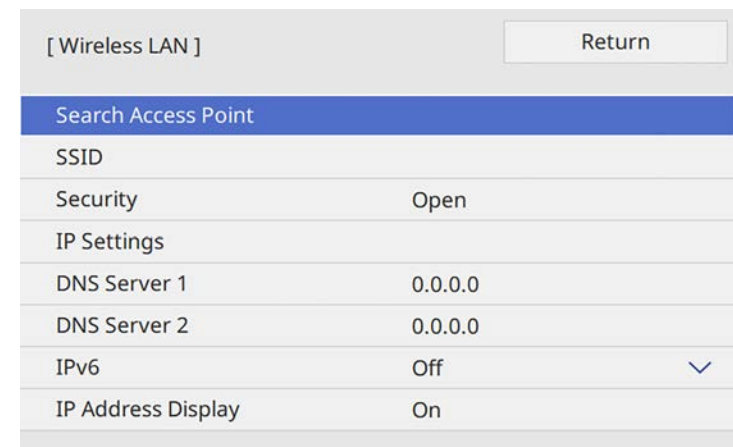 [ Wireless LAN ] Return
Search Access Point
SSID
Security Open
IP Settings
DNS Server 1 0.0.0.0
DNS Server 2 0.0.0.0
IPv6 Off
IP Address Display On